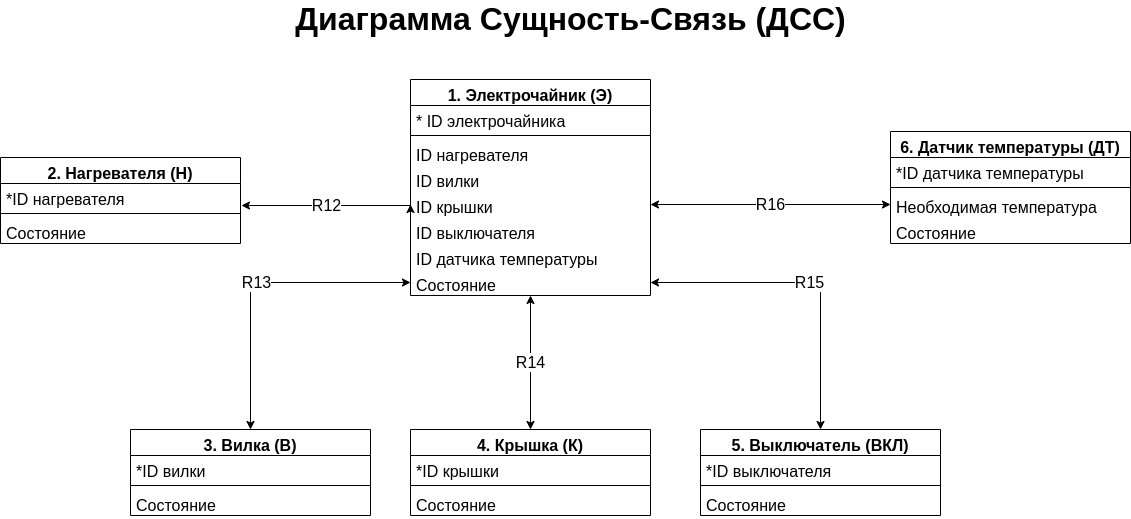 Диаграмма Сущность-Связь (ДСС)
1. Электрочайник (Э)
* ID электрочайника
ID нагревателя
ID вилки
ID крышки
ID выключателя
ID датчика температуры
Состояние
2. Нагревателя (Н)
*ID нагревателя
Состояние
6. Датчик температуры (ДТ)
*ID датчика температуры
Необходимая температура
Состояние
R12
R16
R13
R15
R14
3. Вилка (В)
*ID вилки
Состояние
4. Крышка (К)
*ID крышки
Состояние
5. Выключатель (ВКЛ)
*ID выключателя
Состояние